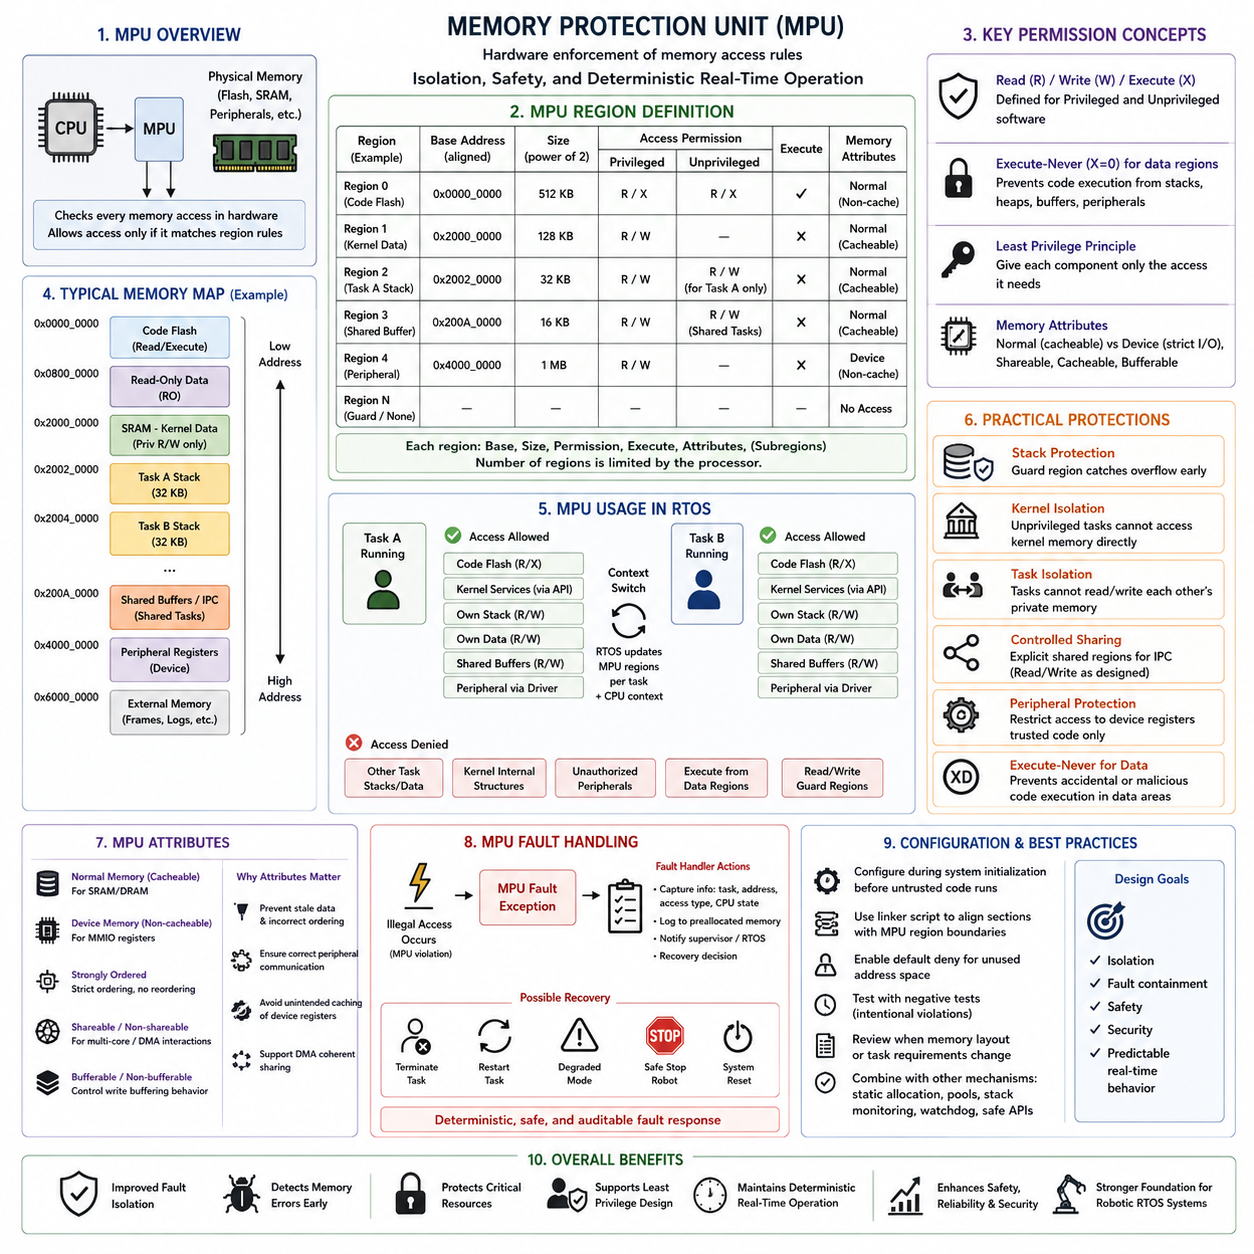 MEMORY PROTECTION UNIT (MPU)
Hardware enforcement of memory access rules
Isolation, Safety, and Deterministic Real-Time Operation
1. MPU OVERVIEW
CPU
MPU
Physical Memory
(Flash, SRAM,
Peripherals, etc.)
Checks every memory access in hardware
Allows access only if it matches region rules
2. MPU REGION DEFINITION
Region
(Example)
Base Address
(aligned)
Size
(power of 2)
Access Permission
Privileged
Unprivileged
Execute
Memory
Attributes
Region 0
(Code Flash)
0x0000_0000
512 KB
R / X
R / X
✓
Normal
(Non-cache)
Region 1
(Kernel Data)
0x2000_0000
128 KB
R / W
—
X
Normal
(Cacheable)
Region 2
(Task A Stack)
0x2002_0000
32 KB
R / W
R / W
(for Task A only)
X
Normal
(Cacheable)
Region 3
(Shared Buffer)
0x200A_0000
16 KB
R / W
R / W
(Shared Tasks)
X
Normal
(Cacheable)
Region 4
(Peripheral)
0x4000_0000
1 MB
R / W
—
X
Device
(Non-cache)
Region N
(Guard / None)
—
—
—
—
—
No Access
Each region: Base, Size, Permission, Execute, Attributes, (Subregions)
Number of regions is limited by the processor.
3. KEY PERMISSION CONCEPTS
Read (R) / Write (W) / Execute (X)
Defined for Privileged and Unprivileged
software
Execute-Never (X=0) for data regions
Prevents code execution from stacks,
heaps, buffers, peripherals
Least Privilege Principle
Give each component only the access
it needs
Memory Attributes
Normal (cacheable) vs Device (strict I/O),
Shareable, Cacheable, Bufferable
4. TYPICAL MEMORY MAP (Example)
0x0000_0000
Code Flash
(Read/Execute)
0x0800_0000
Read-Only Data
(RO)
0x2000_0000
SRAM - Kernel Data
(Priv R/W only)
0x2002_0000
Task A Stack
(32 KB)
0x2004_0000
Task B Stack
(32 KB)
...
0x200A_0000
Shared Buffers / IPC
(Shared Tasks)
0x4000_0000
Peripheral Registers
(Device)
0x6000_0000
External Memory
(Frames, Logs, etc.)
Low
Address
High
Address
5. MPU USAGE IN RTOS
Task A
Running
Access Allowed
Code Flash (R/X)
Kernel Services (via API)
Own Stack (R/W)
Own Data (R/W)
Shared Buffers (R/W)
Peripheral via Driver
Context
Switch
RTOS updates
MPU regions
per task
+ CPU context
Task B
Running
Access Allowed
Code Flash (R/X)
Kernel Services (via API)
Own Stack (R/W)
Own Data (R/W)
Shared Buffers (R/W)
Peripheral via Driver
Access Denied
Other Task
Stacks/Data
Kernel Internal
Structures
Unauthorized
Peripherals
Execute from
Data Regions
Read/Write
Guard Regions
6. PRACTICAL PROTECTIONS
Stack Protection
Guard region catches overflow early
Kernel Isolation
Unprivileged tasks cannot access
kernel memory directly
Task Isolation
Tasks cannot read/write each other's
private memory
Controlled Sharing
Explicit shared regions for IPC
(Read/Write as designed)
Peripheral Protection
Restrict access to device registers
trusted code only
XD
Execute-Never for Data
Prevents accidental or malicious
code execution in data areas
7. MPU ATTRIBUTES
Normal Memory (Cacheable)
For SRAM/DRAM
Device Memory (Non-cacheable)
For MMIO registers
Strongly Ordered
Strict ordering, no reordering
Shareable / Non-shareable
For multi-core / DMA interactions
Bufferable / Non-bufferable
Control write buffering behavior
Why Attributes Matter
Prevent stale data
& incorrect ordering
Ensure correct peripheral
communication
Avoid unintended caching
of device registers
Support DMA coherent
sharing
8. MPU FAULT HANDLING
Illegal Access
Occurs
(MPU violation)
MPU Fault
Exception
Fault Handler Actions
• Capture info: task, address,
access type, CPU state
• Log to preallocated memory
• Notify supervisor / RTOS
• Recovery decision
Possible Recovery
Terminate
Task
Restart
Task
Degraded
Mode
STOP
Safe Stop
Robot
System
Reset
Deterministic, safe, and auditable fault response
9. CONFIGURATION & BEST PRACTICES
Configure during system initialization
before untrusted code runs
Use linker script to align sections
with MPU region boundaries
Enable default deny for unused
address space
Test with negative tests
(intentional violations)
Review when memory layout
or task requirements change
Combine with other mechanisms:
static allocation, pools, stack
monitoring, watchdog, safe APIs
Design Goals
✓ Isolation
✓ Fault containment
✓ Safety
✓ Security
✓ Predictable
real-time
behavior
10. OVERALL BENEFITS
Improved Fault
Isolation
Detects Memory
Errors Early
Protects Critical
Resources
Supports Least
Privilege Design
Maintains Deterministic
Real-Time Operation
Enhances Safety,
Reliability & Security
Stronger Foundation for
Robotic RTOS Systems